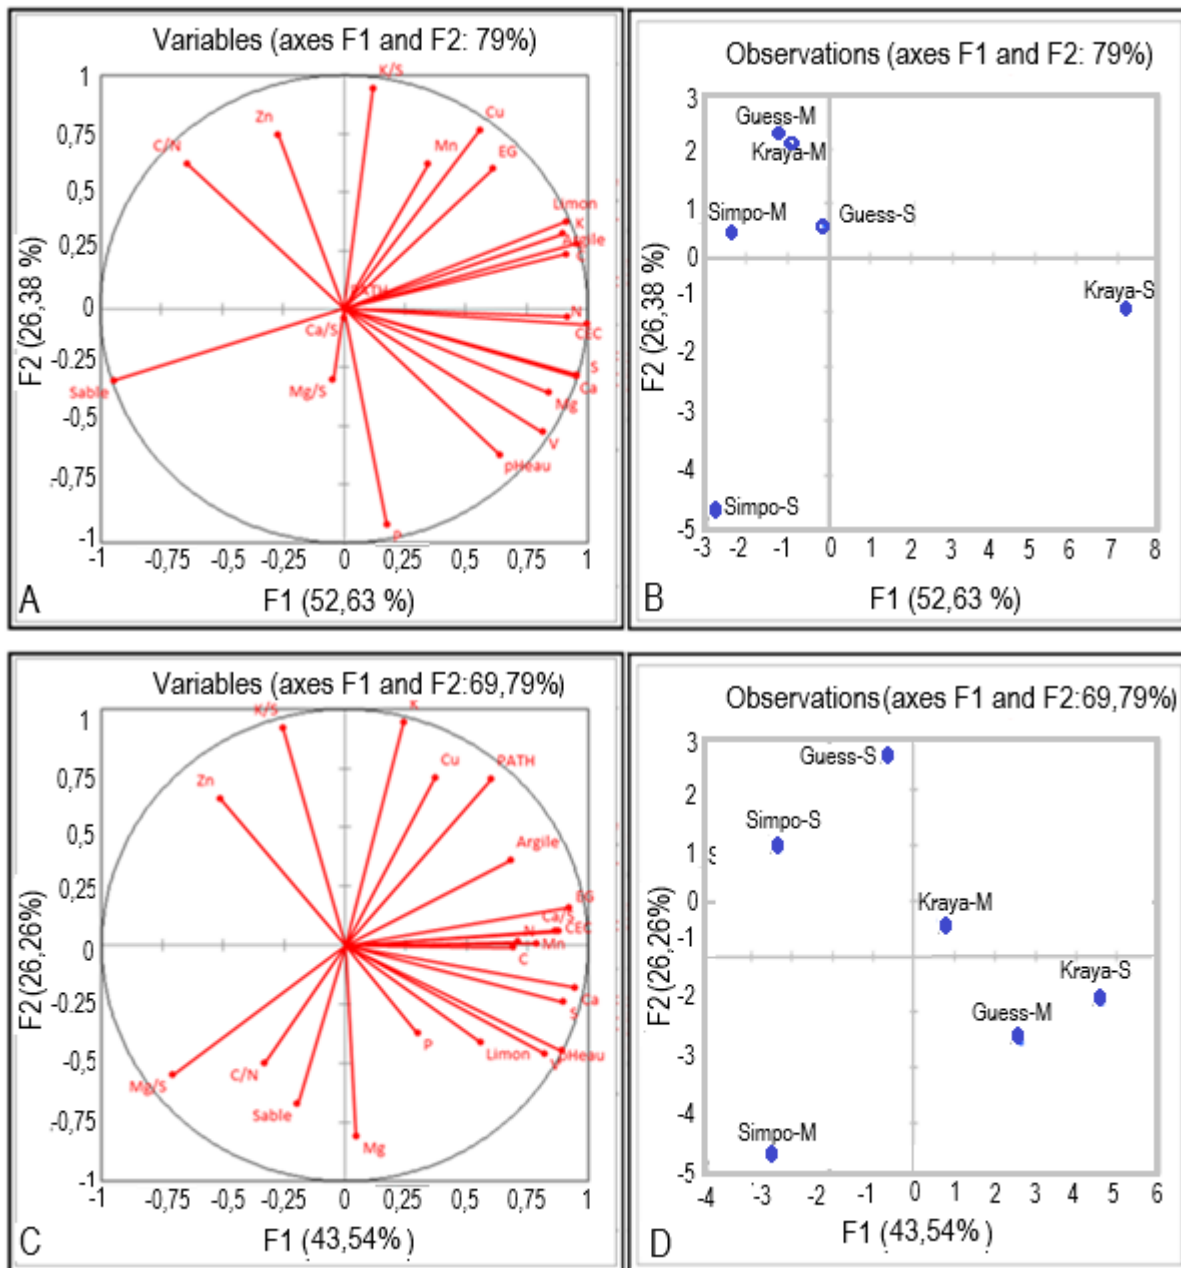 Variables (axes F1 and F2: 79%)
K/S
Cu
Zn
Mn
C/N
EG
Limon
K
Argile
C
PATH
N
CEC
Ca/S
S
Ca
Mg/S
Mg
Sable
V
pHeau
P
1
0,75
0,5
0,25
0
-0,25
-0,5
-0,75
-1
F2 (26,38 %)
-1 -0,75 -0,5 -0,25 0 0,25 0,5 0,75 1
F1 (52,63 %)
A
Observations (axes F1 and F2: 79%)
Guess-M
Kraya-M
Simpo-M
Guess-S
Kraya-S
Simpo-S
3
2
1
0
-1
-2
-3
-4
-5
F2 (26,38 %)
-3 -2 -1 0 1 2 3 4 5 6 7 8
F1 (52,63 %)
B
Variables (axes F1 and F2:69,79%)
K/S
K
Cu
PATH
Zn
Argile
EG
Ca/S
N
CEC
Mn
C
Ca
S
P
Limon
pHeau
V
C/N
Mg/S
Sable
Mg
1
0,75
0,5
0,25
0
-0,25
-0,5
-0,75
-1
F2 (26,26%)
-1 -0,75 -0,5 -0,25 0 0,25 0,5 0,75 1
F1 (43,54%)
C
Observations (axes F1 and F2:69,79%)
Guess-S
Simpo-S
Kraya-M
Kraya-S
Guess-M
Simpo-M
3
2
1
0
-1
-2
-3
-4
-5
F2 (26,26%)
-4 -3 -2 -1 0 1 2 3 4 5 6
F1 (43,54%)
D